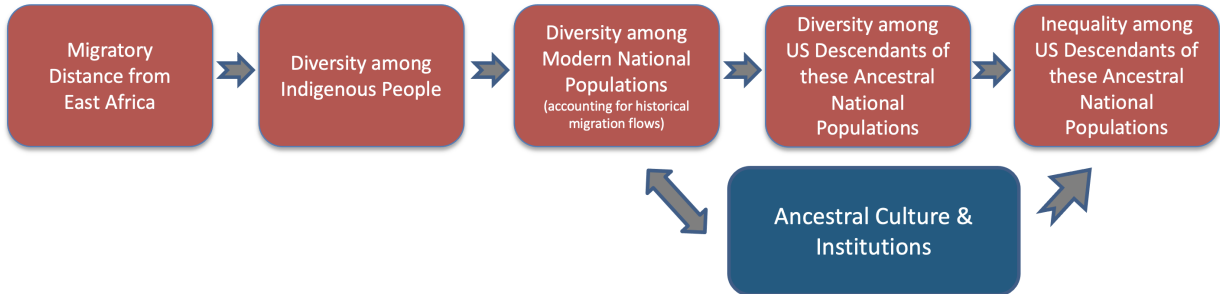 Migratory
Distance from
East Africa
Diversity among
Indigenous People
Diversity among
Modern National
Populations
(accounting for historical
migration flows)
Diversity among
US Descendants of
these Ancestral
National
Populations
Inequality among
US Descendants of
these Ancestral
National
Populations
Ancestral Culture &
Institutions